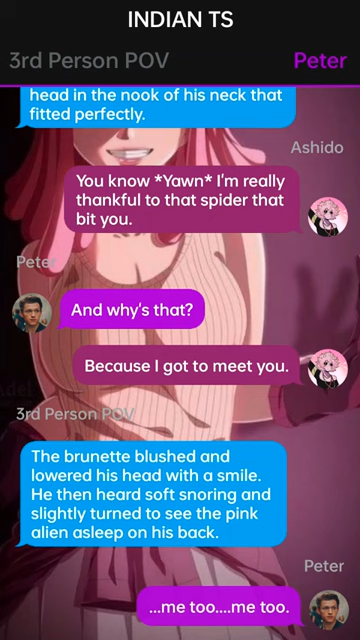 INDIAN TS
3rd Person POV
Peter
head in the nook of his neck that
fitted perfectly.
Ashido
You know *Yawn* I'm really
thankful to that spider that
bit you.
Peter
And why's that?
Because I got to meet you.
3rd Person POV
The brunette blushed and
lowered his head with a smile.
He then heard soft snoring and
slightly turned to see the pink
alien asleep on his back.
Peter
...me too....me too.